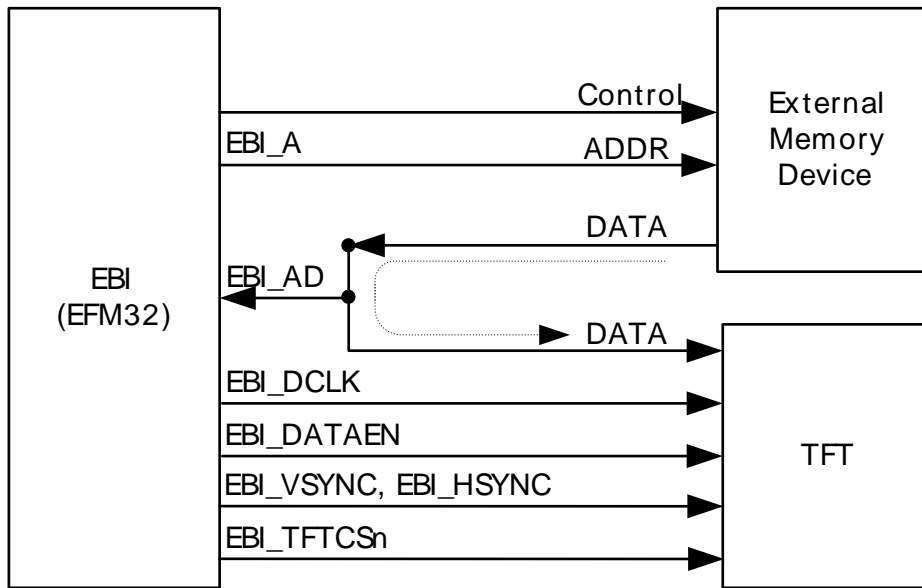 Control
External
Memory
Device
EBI_A
ADDR
DATA
EBI_AD
EBI
(EFM32)
DATA
EBI_DCLK
EBI_DATAEN
TFT
EBI_VSYNC, EBI_HSYNC
EBI_TFTCSn